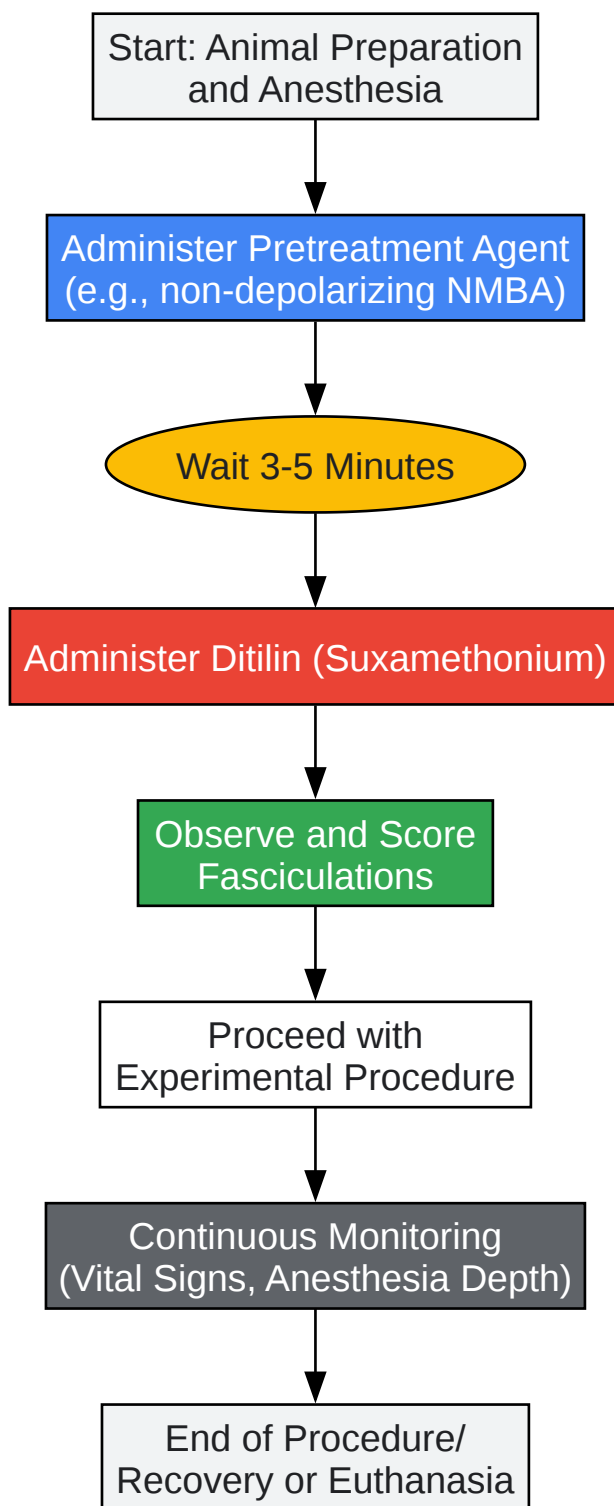 Start: Animal Preparation
and Anesthesia
Administer Pretreatment Agent
(e.g., non-depolarizing NMBA)
Wait 3-5 Minutes
Administer Ditilin (Suxamethonium)
Observe and Score
Fasciculations
Proceed with
Experimental Procedure
Continuous Monitoring
(Vital Signs, Anesthesia Depth)
End of Procedure/
Recovery or Euthanasia